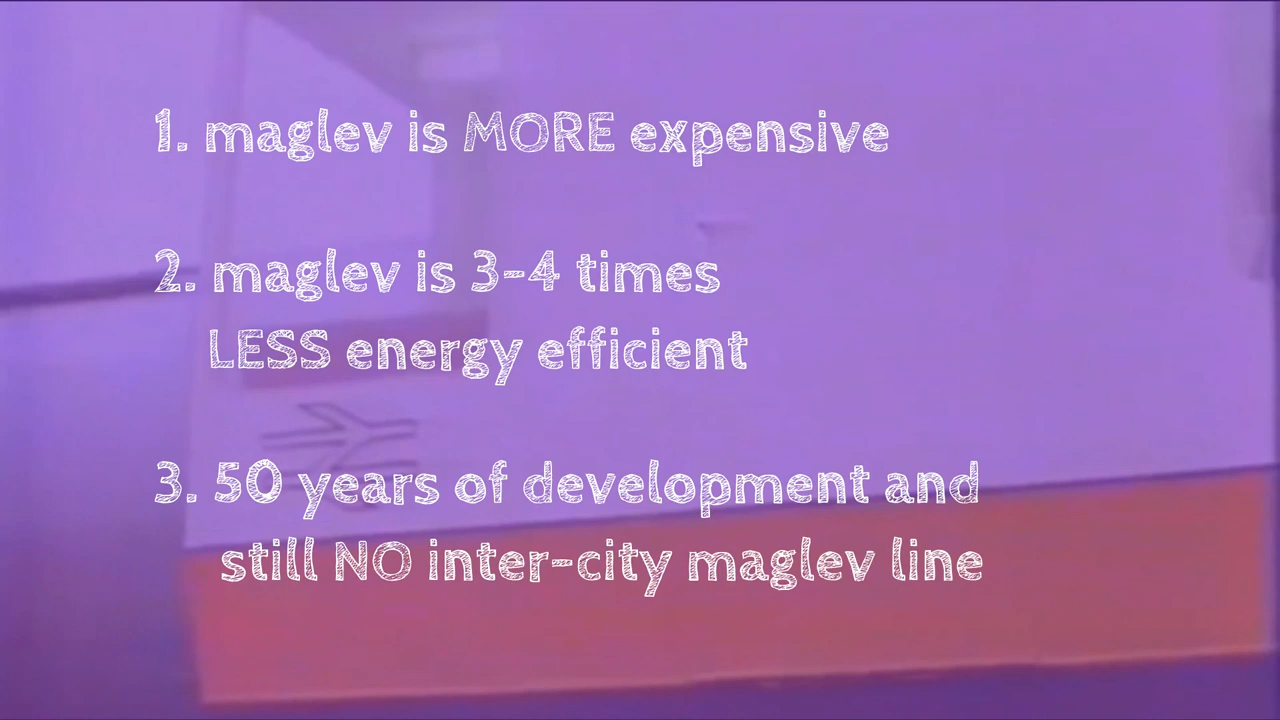 1. maglev is MORE expensive
2. maglev is 3-4 times
LESS energy efficient
3. 50 years of development and
still NO inter-city maglev line